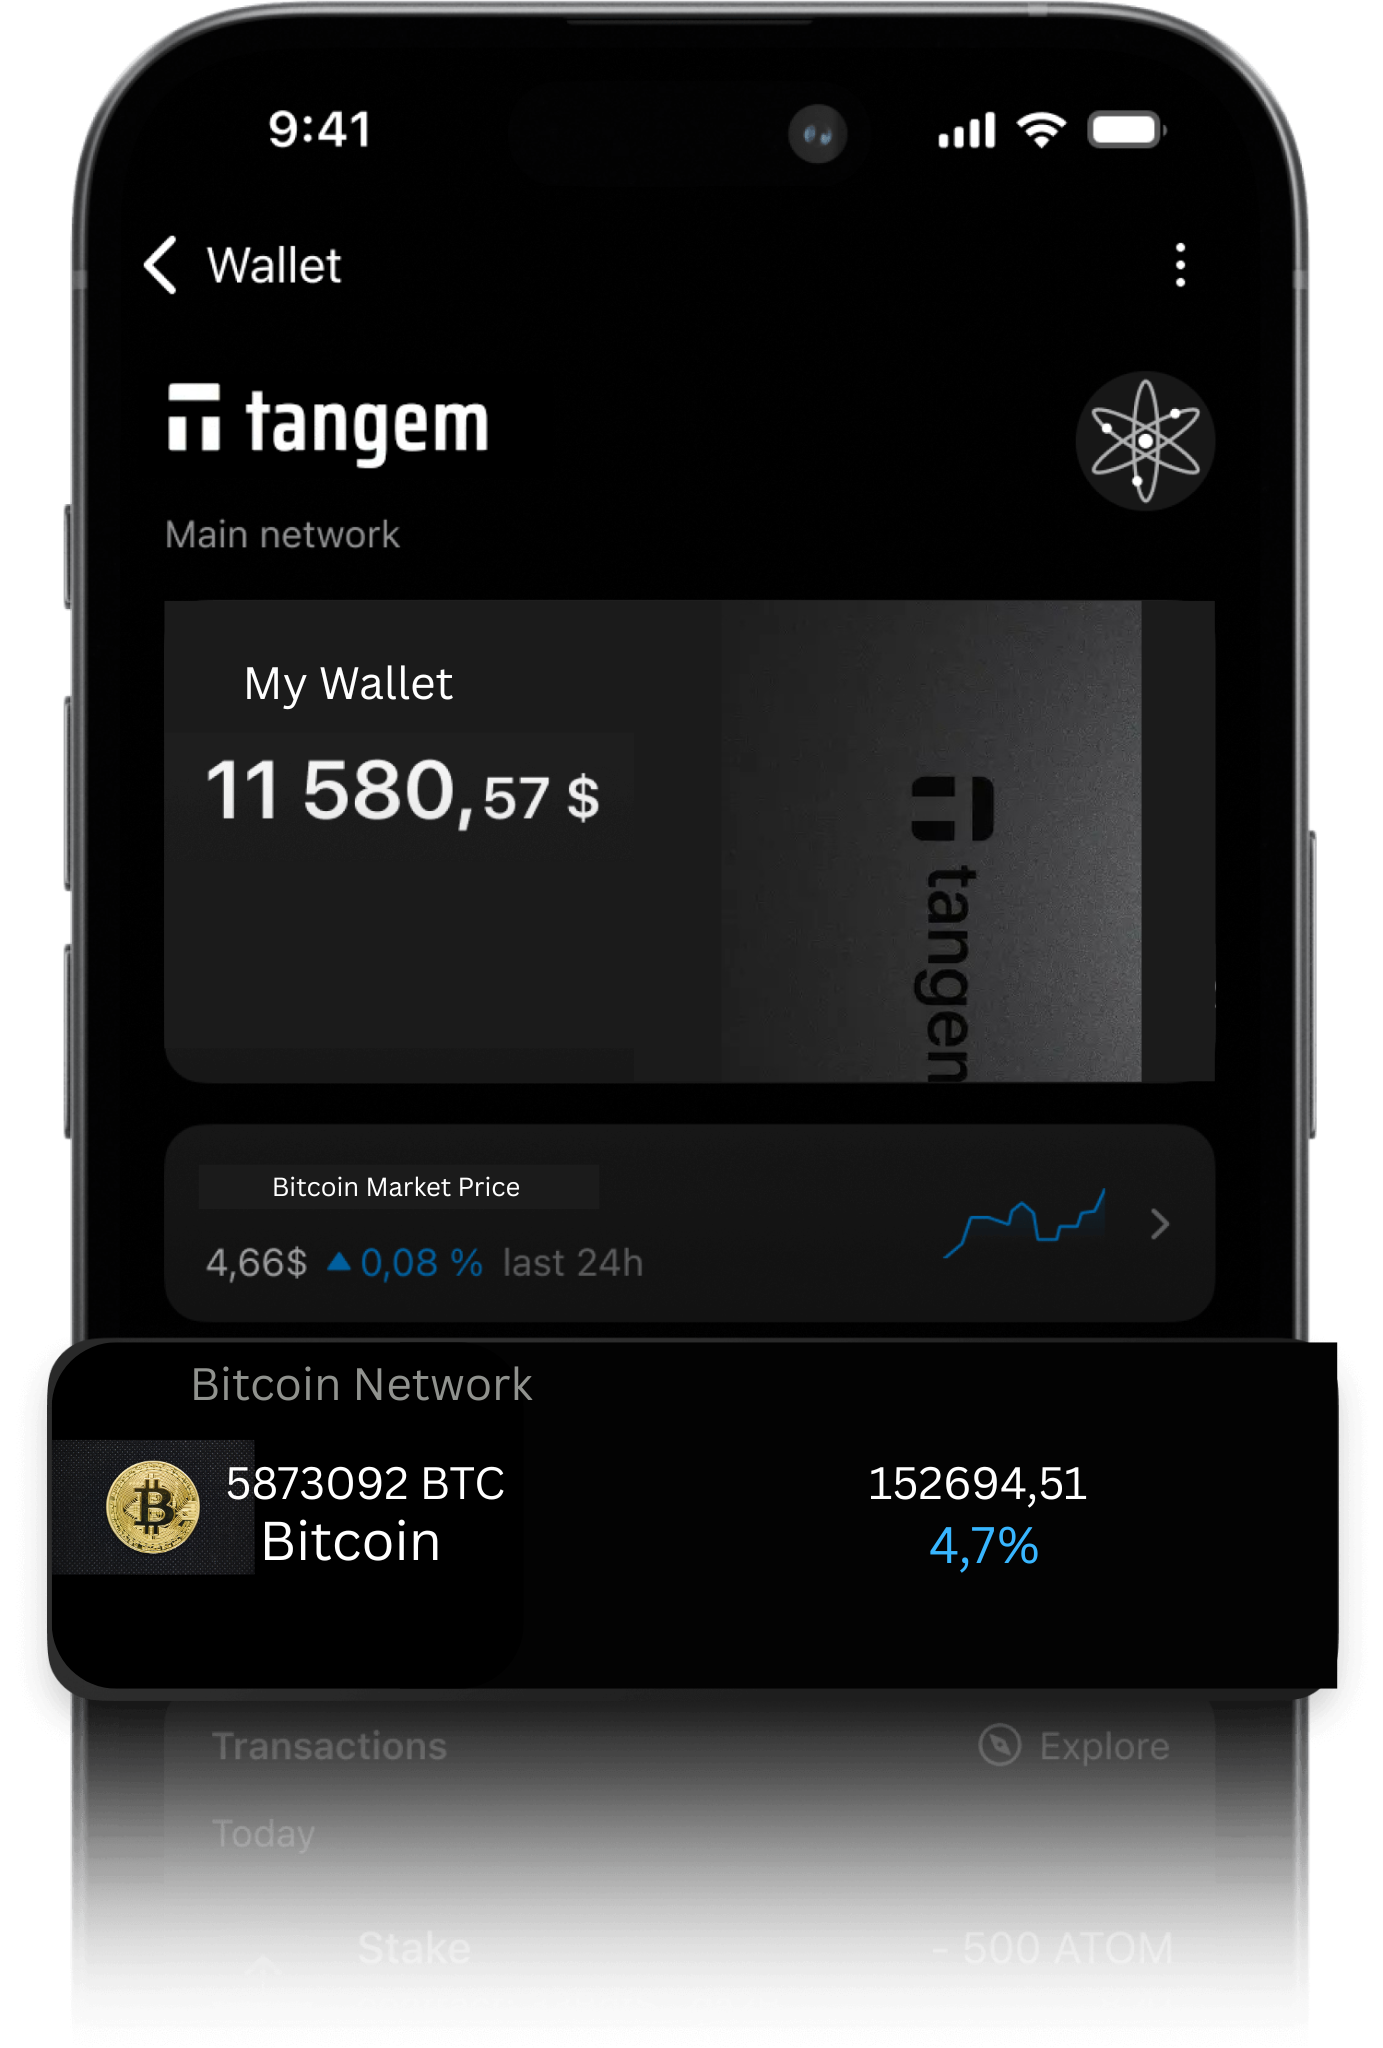 9:41
Wallet
tangem
Main network
My Wallet
11 580,57 $
tangen
Bitcoin Market Price
4,66$ ▲ 0,08 % last 24h
Bitcoin Network
5873092 BTC
152694,51
Bitcoin
4,7%
Transactions
Explore
Today
Stake
- 500 ATOM